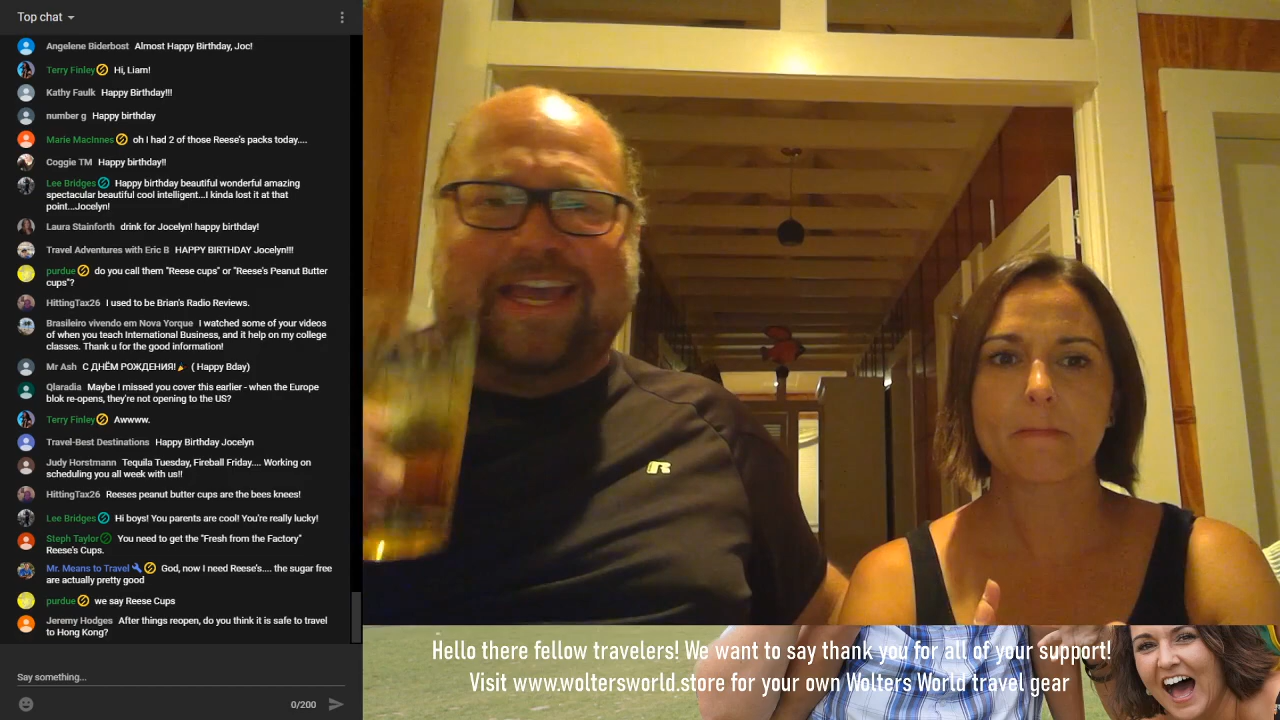 Top chat
Angelene Biderbost Almost Happy Birthday, Joc!
Terry Finley Hi, Liam!
Kathy Faulk Happy Birthday!!!
number g Happy birthday
Marie MacInnes oh I had 2 of those Reese's packs today....
Coggie TM Happy birthday!!
Lee Bridges Happy birthday beautiful wonderful amazing
spectacular beautiful cool intelligent...I kinda lost it at that
point...Jocelyn!
Laura Stainforth drink for Jocelyn! happy birthday!
Travel Adventures with Eric B HAPPY BIRTHDAY Jocelyn!!!
purdue do you call them "Reese cups" or "Reese's Peanut Butter
cups"?
HittingTax26 I used to be Brian's Radio Reviews.
Brasileiro vivendo em Nova Yorque I watched some of your videos
of when you teach International Business, and it help on my college
classes. Thank u for the good information!
Mr Ash С ДНЁМ РОЖДЕНИЯ!🎉 ( Happy Bday)
Qlaradia Maybe I missed you cover this earlier - when the Europe
blok re-opens, they're not opening to the US?
Terry Finley Awwww.
Travel-Best Destinations Happy Birthday Jocelyn
Judy Horstmann Tequila Tuesday, Fireball Friday.... Working on
scheduling you all week with us!!
HittingTax26 Reeses peanut butter cups are the bees knees!
Lee Bridges Hi boys! You parents are cool! You're really lucky!
Steph Taylor You need to get the "Fresh from the Factory"
Reese's Cups.
Mr. Means to Travel God, now I need Reese's.... the sugar free
are actually pretty good
purdue we say Reese Cups
Jeremy Hodges After things reopen, do you think it is safe to travel
to Hong Kong?
Say something...
0/200
R
Hello there fellow travelers! We want to say thank you for all of your support!
Visit www.woltersworld.store for your own Wolters World travel gear